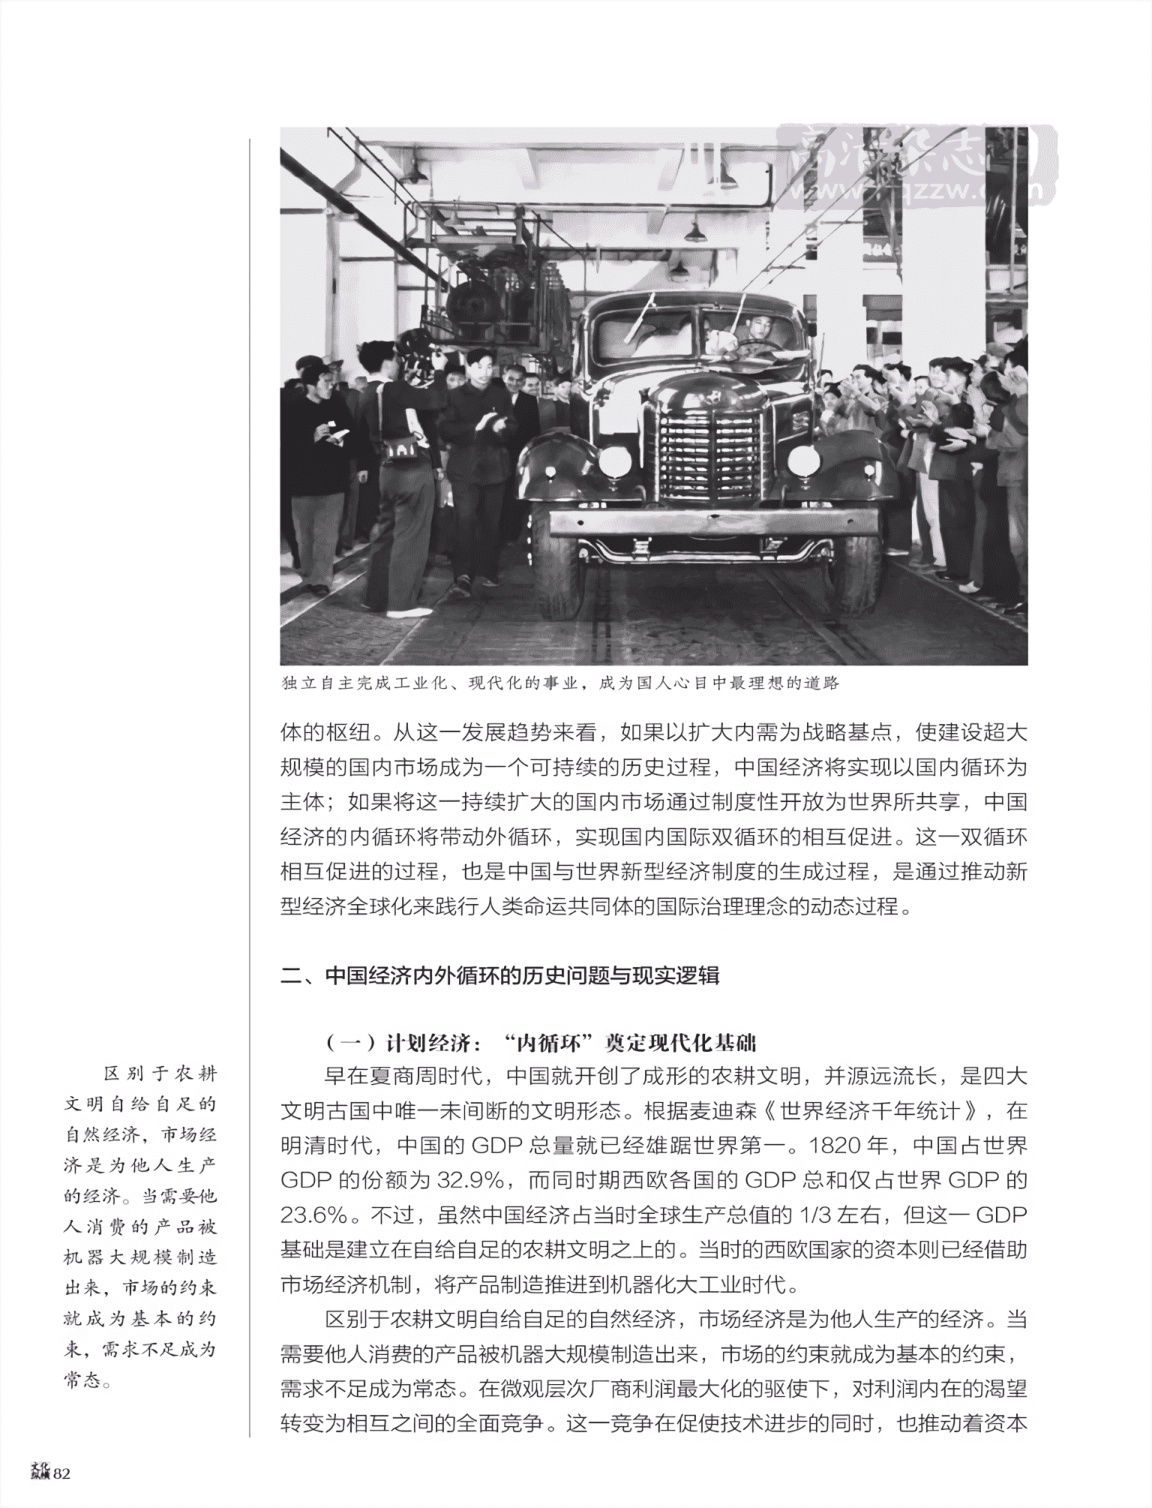 高清杂志
独立自主完成工业化、现代化的事业，成为国人心目中最理想的道路
体的枢纽。从这一发展趋势来看，如果以扩大内需为战略基点，使建设超大
规模的国内市场成为一个可持续的历史过程，中国经济将实现以国内循环为
主体；如果将这一持续扩大的国内市场通过制度性开放为世界所共享，中国
经济的内循环将带动外循环，实现国内国际双循环的相互促进。这一双循环
相互促进的过程，也是中国与世界新型经济制度的生成过程，是通过推动新
型经济全球化来践行人类命运共同体的国际治理理念的动态过程。
二、中国经济内外循环的历史问题与现实逻辑
（一）计划经济：“内循环”奠定现代化基础
早在夏商周时代，中国就开创了成形的农耕文明，并源远流长，是四大
文明古国中唯一未间断的文明形态。根据麦迪森《世界经济千年统计》，在
明清时代，中国的 GDP 总量就已经雄踞世界第一。1820 年，中国占世界
GDP 的份额为 32.9%，而同时期西欧各国的 GDP 总和仅占世界 GDP 的
23.6%。不过，虽然中国经济占当时全球生产总值的 1/3 左右，但这一 GDP
基础是建立在自给自足的农耕文明之上的。当时的西欧国家的资本则已经借助
市场经济机制，将产品制造推进到机器化大工业时代。
区别于农耕文明自给自足的自然经济，市场经济是为他人生产的经济。当
需要他人消费的产品被机器大规模制造出来，市场的约束就成为基本的约束，
需求不足成为常态。在微观层次厂商利润最大化的驱使下，对利润内在的渴望
转变为相互之间的全面竞争。这一竞争在促使技术进步的同时，也推动着资本
区别于农耕
文明自给自足的
自然经济，市场经
济是为他人生产
的经济。当需要他
人消费的产品被
机器大规模制造
出来，市场的约束
就成为基本的约
束，需求不足成为
常态。
文化
纵横 82